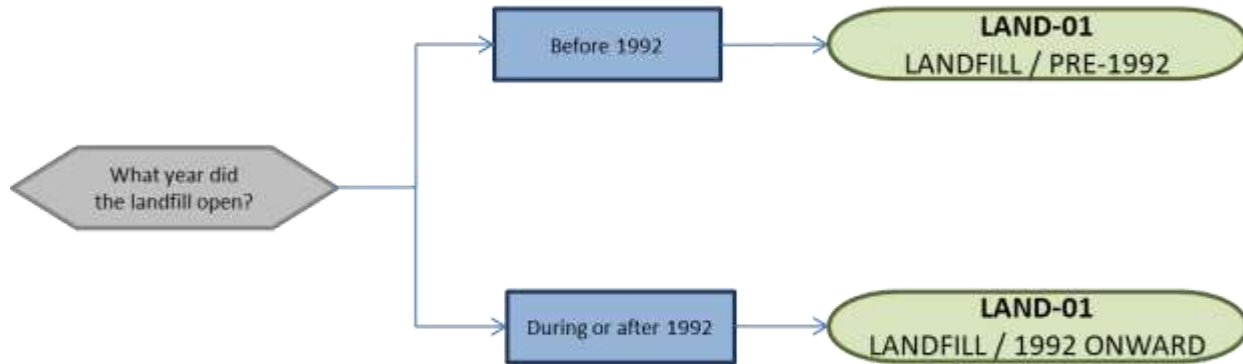 Before 1992
LAND-01
LANDFILL / PRE-1992
What year did
the landfill open?
During or after 1992
LAND-01
LANDFILL / 1992 ONWARD